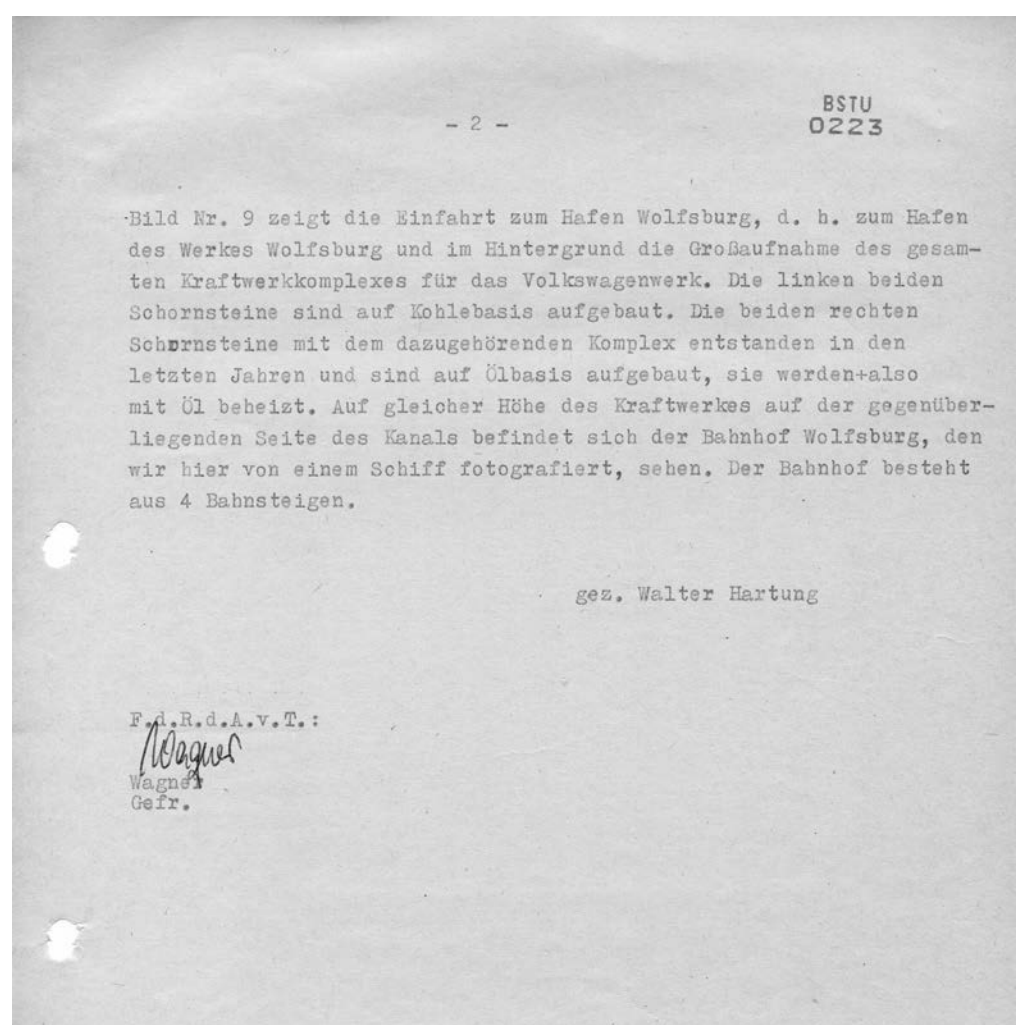 BSTU
- 2 - 0223
Bild Nr. 9 zeigt die Einfahrt zum Hafen Wolfsburg, d. h. zum Hafen
des Werkes Wolfsburg und im Hintergrund die Großaufnahme des gesam-
ten Kraftwerkkomplexes für das Volkswagenwerk. Die linken beiden
Schornsteine sind auf Kohlebasis aufgebaut. Die beiden rechten
Schornsteine mit dem dazugehörenden Komplex entstanden in den
letzten Jahren und sind auf Ölbasis aufgebaut, sie werden+also
mit Öl beheizt. Auf gleicher Höhe des Kraftwerkes auf der gegenüber-
liegenden Seite des Kanals befindet sich der Bahnhof Wolfsburg, den
wir hier von einem Schiff fotografiert, sehen. Der Bahnhof besteht
aus 4 Bahnsteigen.
gez. Walter Hartung
F.d.R.d.A.v.T.:
Wagner
Wagner
Gefr.